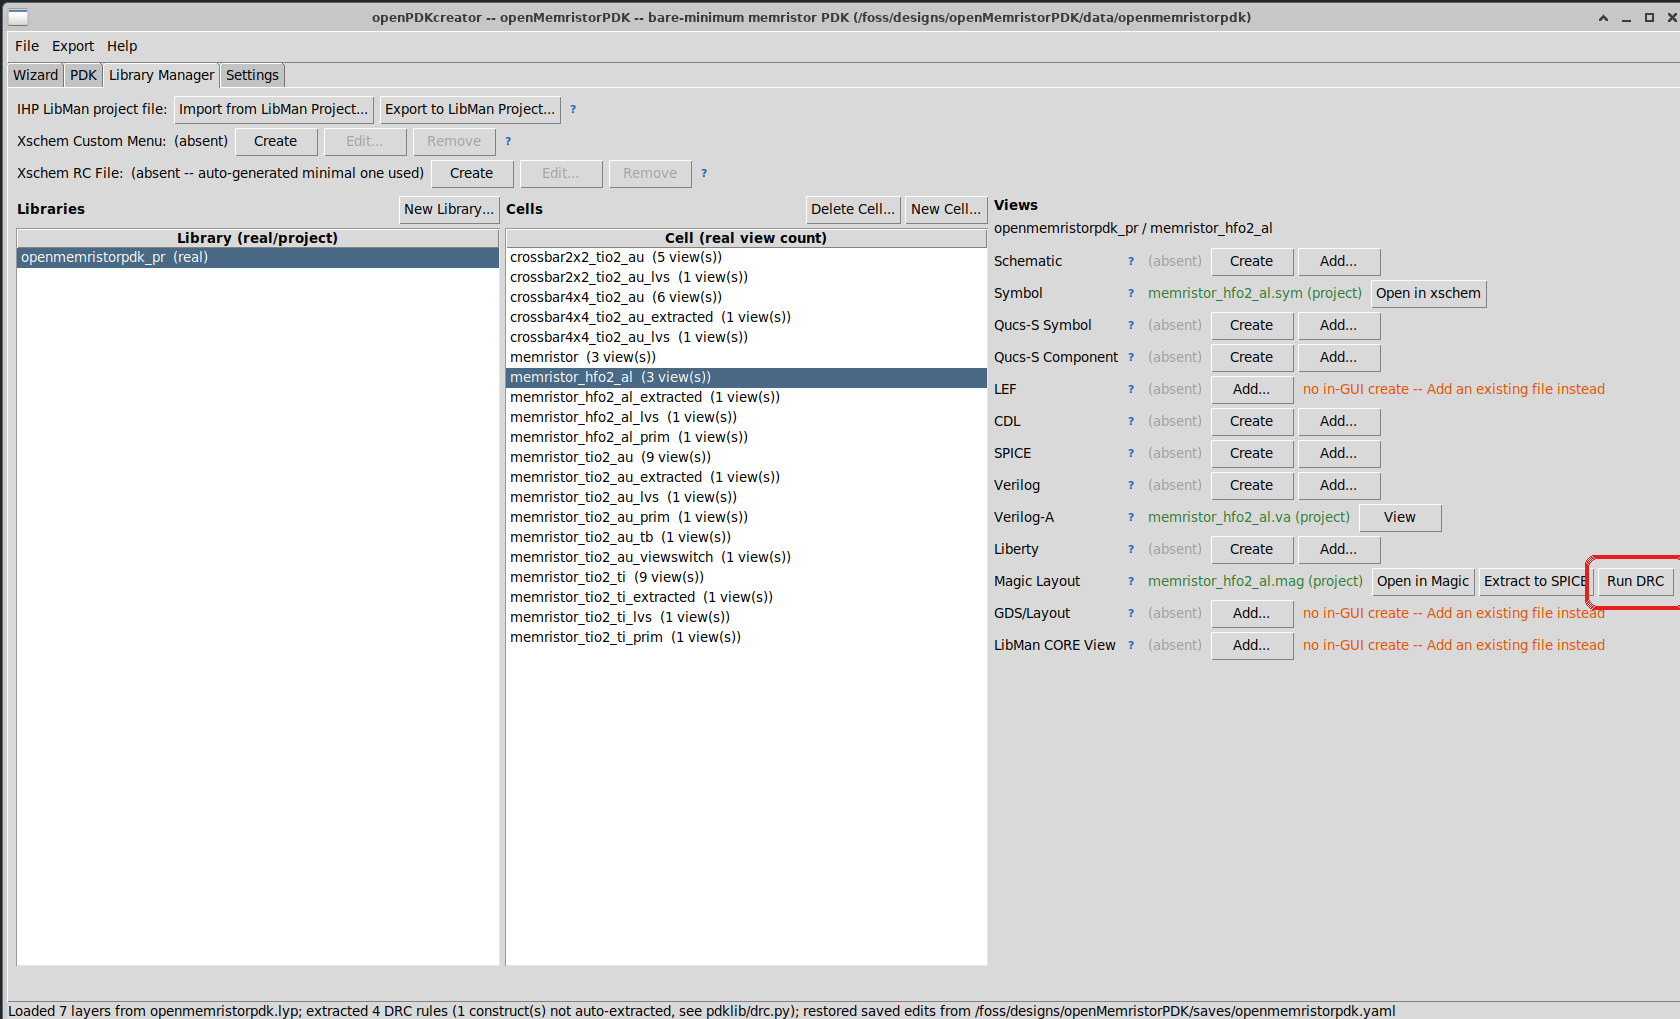 openPDKcreator -- openMemristorPDK -- bare-minimum memristor PDK (/foss/designs/openMemristorPDK/data/openmemristorpdk)
File Export Help
Wizard PDK Library Manager Settings
IHP LibMan project file: Import from LibMan Project... Export to LibMan Project... ?
Xschem Custom Menu: (absent) Create Edit... Remove ?
Xschem RC File: (absent -- auto-generated minimal one used) Create Edit... Remove ?
Libraries New Library...
Library (real/project)
openmemristorpdk_pr (real)
Cells Delete Cell... New Cell...
Cell (real view count)
crossbar2x2_tio2_au (5 view(s))
crossbar2x2_tio2_au_lvs (1 view(s))
crossbar4x4_tio2_au (6 view(s))
crossbar4x4_tio2_au_extracted (1 view(s))
crossbar4x4_tio2_au_lvs (1 view(s))
memristor (3 view(s))
memristor_hfo2_al (3 view(s))
memristor_hfo2_al_extracted (1 view(s))
memristor_hfo2_al_lvs (1 view(s))
memristor_hfo2_al_prim (1 view(s))
memristor_tio2_au (9 view(s))
memristor_tio2_au_extracted (1 view(s))
memristor_tio2_au_lvs (1 view(s))
memristor_tio2_au_prim (1 view(s))
memristor_tio2_au_tb (1 view(s))
memristor_tio2_au_viewswitch (1 view(s))
memristor_tio2_ti (9 view(s))
memristor_tio2_ti_extracted (1 view(s))
memristor_tio2_ti_lvs (1 view(s))
memristor_tio2_ti_prim (1 view(s))
Views
openmemristorpdk_pr / memristor_hfo2_al
Schematic ? (absent) Create Add...
Symbol ? memristor_hfo2_al.sym (project) Open in xschem
Qucs-S Symbol ? (absent) Create Add...
Qucs-S Component ? (absent) Create Add...
LEF ? (absent) Add... no in-GUI create -- Add an existing file instead
CDL ? (absent) Create Add...
SPICE ? (absent) Create Add...
Verilog ? (absent) Create Add...
Verilog-A ? memristor_hfo2_al.va (project) View
Liberty ? (absent) Create Add...
Magic Layout ? memristor_hfo2_al.mag (project) Open in Magic Extract to SPICE Run DRC
GDS/Layout ? (absent) Add... no in-GUI create -- Add an existing file instead
LibMan CORE View ? (absent) Add... no in-GUI create -- Add an existing file instead
Loaded 7 layers from openmemristorpdk.lyp; extracted 4 DRC rules (1 construct(s) not auto-extracted, see pdklib/drc.py); restored saved edits from /foss/designs/openMemristorPDK/saves/openmemristorpdk.yaml